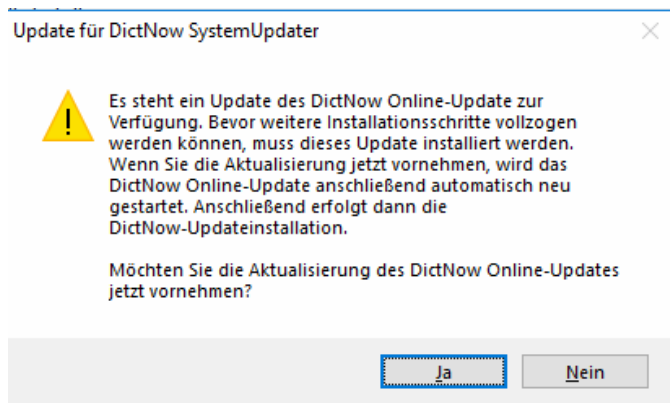 Update für DictNow SystemUpdater
Es steht ein Update des DictNow Online-Update zur
Verfügung. Bevor weitere Installationsschritte vollzogen
werden können, muss dieses Update installiert werden.
Wenn Sie die Aktualisierung jetzt vornehmen, wird das
DictNow Online-Update anschließend automatisch neu
gestartet. Anschließend erfolgt dann die
DictNow-Updateinstallation.
Möchten Sie die Aktualisierung des DictNow Online-Updates
jetzt vornehmen?
Ja
Nein